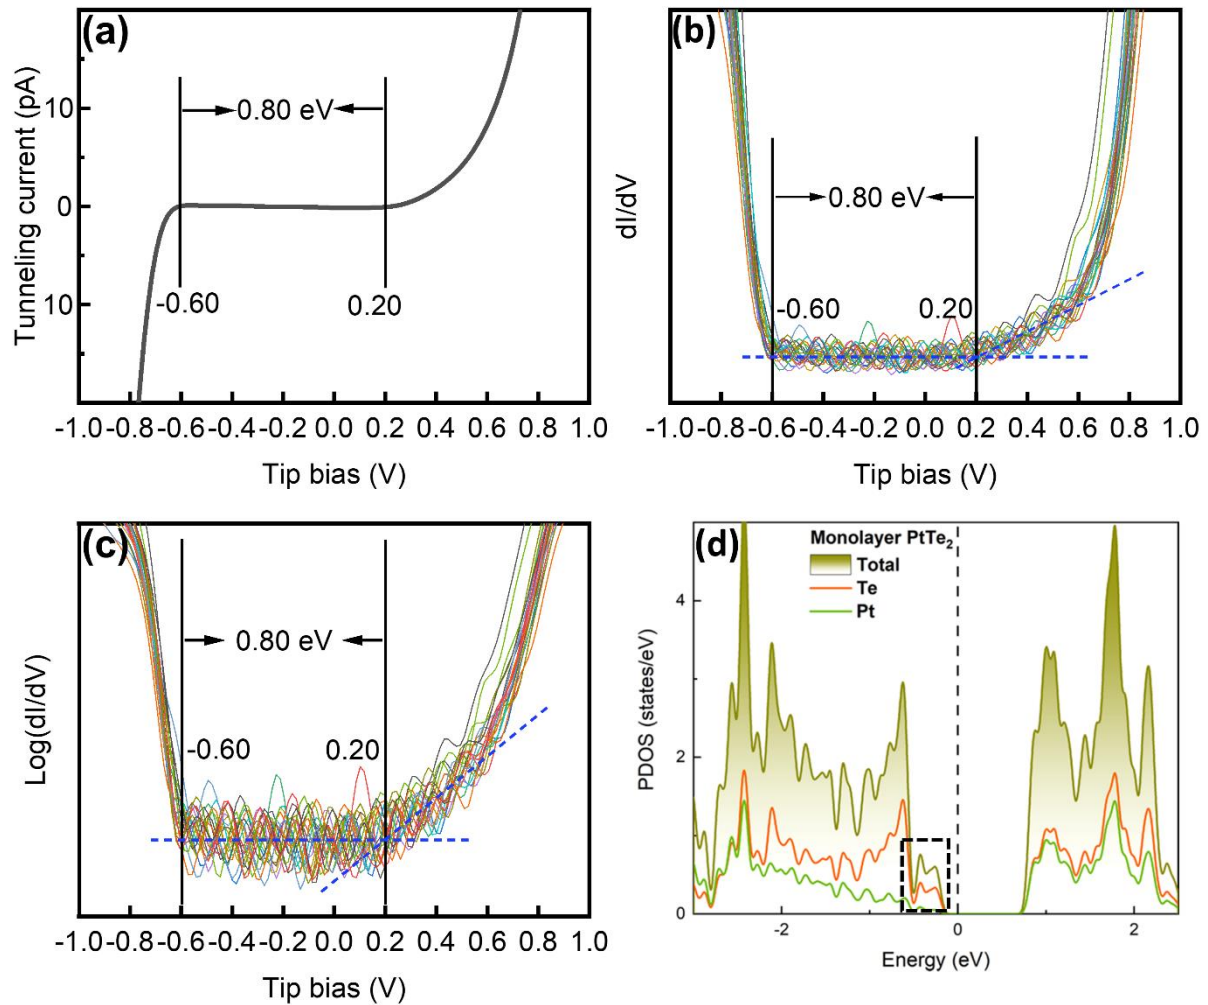 (a)
Tunneling current (pA)
10
0
10
0.80 eV
-0.60
0.20
-1.0 -0.8 -0.6 -0.4 -0.2 0.0 0.2 0.4 0.6 0.8 1.0
Tip bias (V)
(b)
dI/dV
0.80 eV
-0.60
0.20
-1.0 -0.8 -0.6 -0.4 -0.2 0.0 0.2 0.4 0.6 0.8 1.0
Tip bias (V)
(c)
Log(dI/dV)
0.80 eV
-0.60
0.20
-1.0 -0.8 -0.6 -0.4 -0.2 0.0 0.2 0.4 0.6 0.8 1.0
Tip bias (V)
(d)
Monolayer PtTe₂
Total
Te
Pt
PDOS (states/eV)
4
2
0
-2 0 2
Energy (eV)